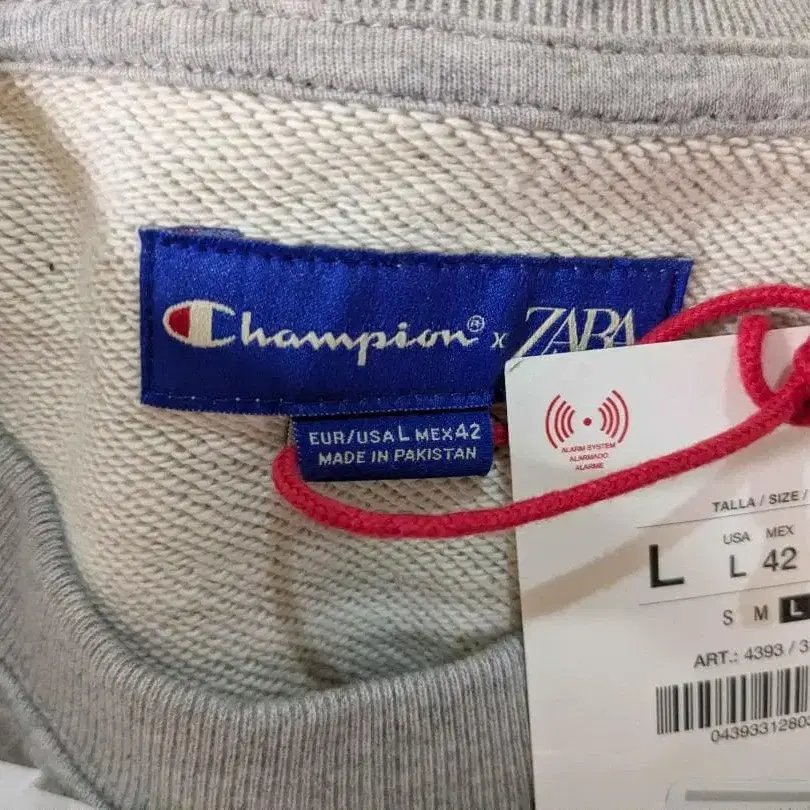 Champion® x ZARA
EUR/USA L MEX 42
MADE IN PAKISTAN
ALARM SYSTEM
ALARMADO
ALARME
TALLA / SIZE /
USA MEX
L L 42
S M L
ART.: 4393 / 3
04393312803